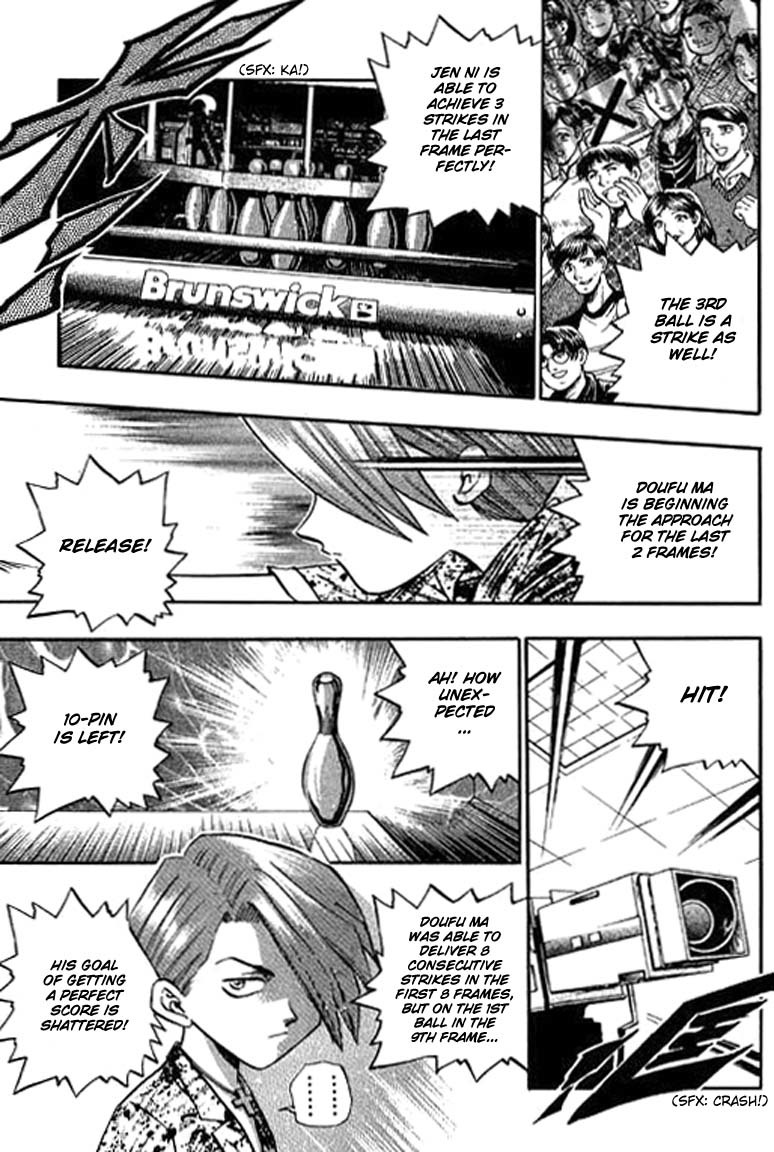 THE 3RD
BALL IS A
STRIKE AS
WELL!
JEN NI IS
ABLE TO
ACHIEVE 3
STRIKES IN
THE LAST
FRAME PER-
FECTLY!
(SFX: KA!)
Brunswick
DOUFU MA
IS BEGINNING
THE APPROACH
FOR THE LAST
2 FRAMES!
RELEASE!
HIT!
(SFX: CRASH!)
AH! HOW
UNEX-
PECTED
...
10-PIN
IS LEFT!
DOUFU MA
WAS ABLE TO
DELIVER 8
CONSECUTIVE
STRIKES IN THE
FIRST 8 FRAMES,
BUT ON THE 1ST
BALL IN THE
9TH FRAME...
HIS GOAL
OF GETTING
A PERFECT
SCORE IS
SHATTERED!